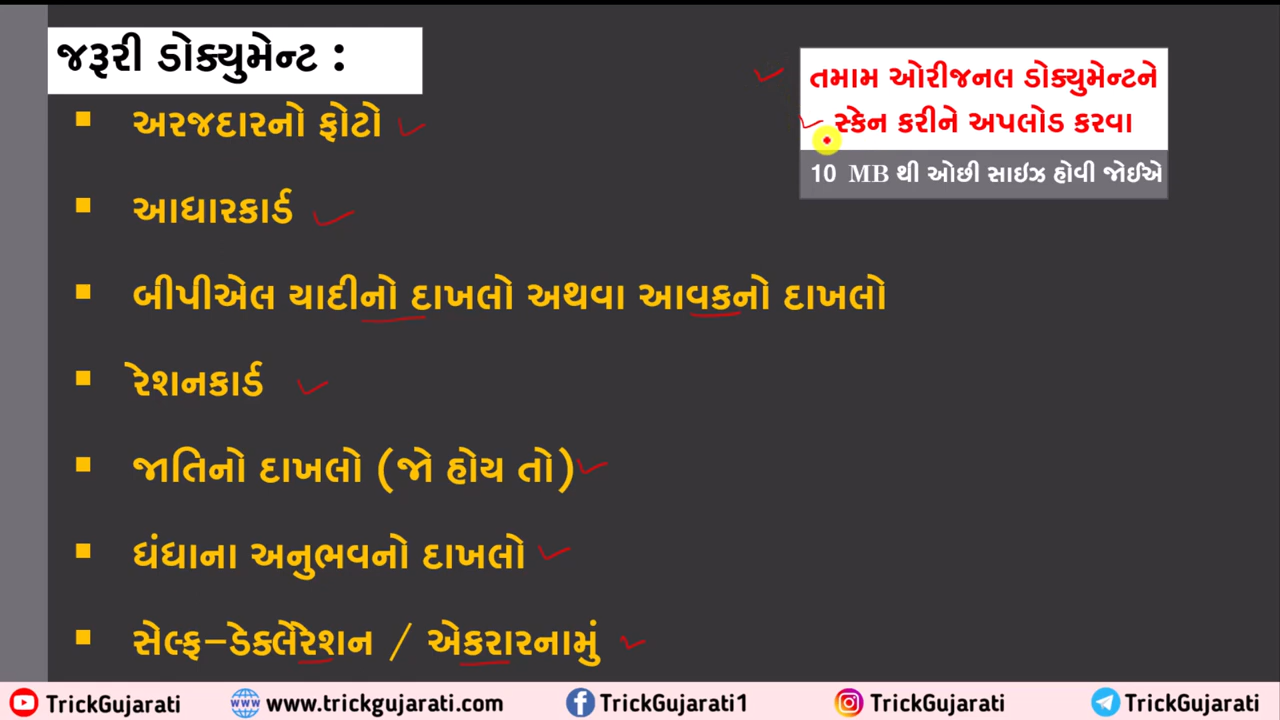 જરૂરી ડોક્યુમેન્ટ :
તમામ ઓરીજનલ ડોક્યુમેન્ટને
સ્કેન કરીને અપલોડ કરવા
10 MB થી ઓછી સાઇઝ હોવી જોઈએ
▪ અરજદારનો ફોટો
▪ આધારકાર્ડ
▪ બીપીએલ યાદીનો દાખલો અથવા આવકનો દાખલો
▪ રેશનકાર્ડ
▪ જાતિનો દાખલો (જો હોય તો)
▪ ધંધાના અનુભવનો દાખલો
▪ સેલ્ફ-ડેક્લેરેશન / એકરારનામું
TrickGujarati www.trickgujarati.com TrickGujarati1 TrickGujarati TrickGujarati